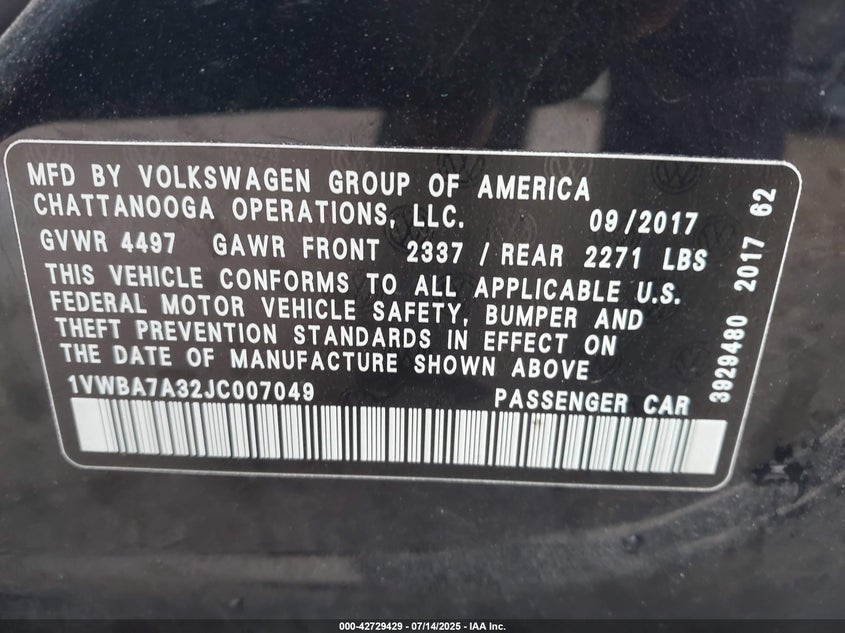 MFD BY VOLKSWAGEN GROUP OF AMERICA
CHATTANOOGA OPERATIONS, LLC. 09/2017
GVWR 4497 GAWR FRONT 2337 / REAR 2271 LBS
THIS VEHICLE CONFORMS TO ALL APPLICABLE U.S.
FEDERAL MOTOR VEHICLE SAFETY, BUMPER AND
THEFT PREVENTION STANDARDS IN EFFECT ON
THE DATE OF MANUFACTURE SHOWN ABOVE
1VWBA7A32JC007049 PASSENGER CAR
3929480 2017 62
000-42729429 - 07/14/2025 - IAA Inc.